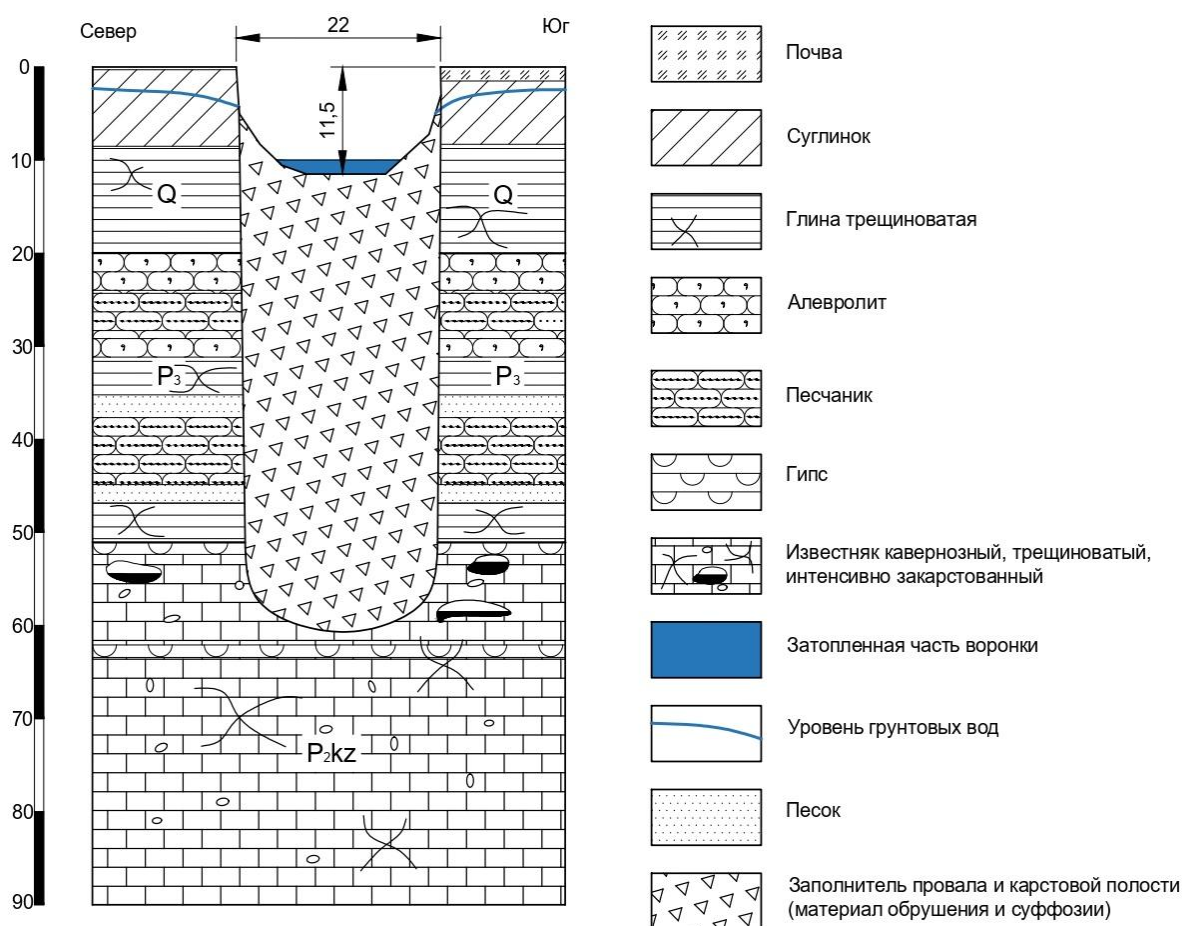 Север
22
Юг
0
11,5
10
Q
Q
20
30
P₃
P₃
40
50
60
70
P₂kz
80
90
Почва
Суглинок
Глина трещиноватая
Алевролит
Песчаник
Гипс
Известняк кавернозный, трещиноватый,
интенсивно закарстованный
Затопленная часть воронки
Уровень грунтовых вод
Песок
Заполнитель провала и карстовой полости
(материал обрушения и суффозии)